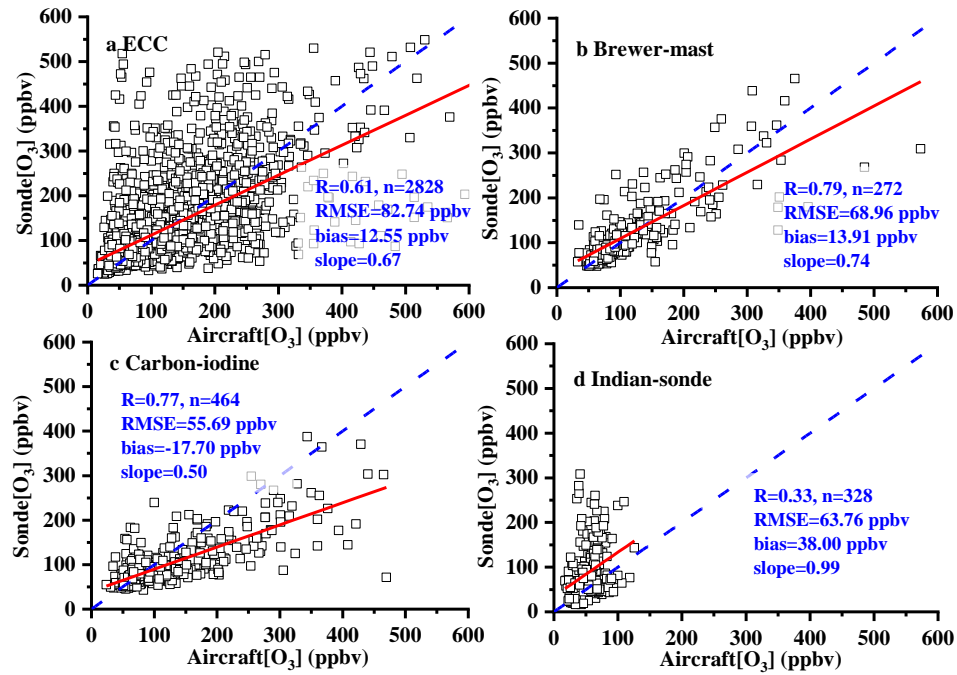 a ECC
Sonde[O₃] (ppbv)
600
500
400
300
200
100
0
R=0.61, n=2828
RMSE=82.74 ppbv
bias=12.55 ppbv
slope=0.67
0 100 200 300 400 500 600
Aircraft[O₃] (ppbv)
b Brewer-mast
Sonde[O₃] (ppbv)
600
500
400
300
200
100
0
R=0.79, n=272
RMSE=68.96 ppbv
bias=13.91 ppbv
slope=0.74
0 100 200 300 400 500 600
Aircraft[O₃] (ppbv)
c Carbon-iodine
Sonde[O₃] (ppbv)
600
500
400
300
200
100
0
R=0.77, n=464
RMSE=55.69 ppbv
bias=-17.70 ppbv
slope=0.50
0 100 200 300 400 500 600
Aircraft[O₃] (ppbv)
d Indian-sonde
Sonde[O₃] (ppbv)
600
500
400
300
200
100
0
R=0.33, n=328
RMSE=63.76 ppbv
bias=38.00 ppbv
slope=0.99
0 100 200 300 400 500 600
Aircraft[O₃] (ppbv)